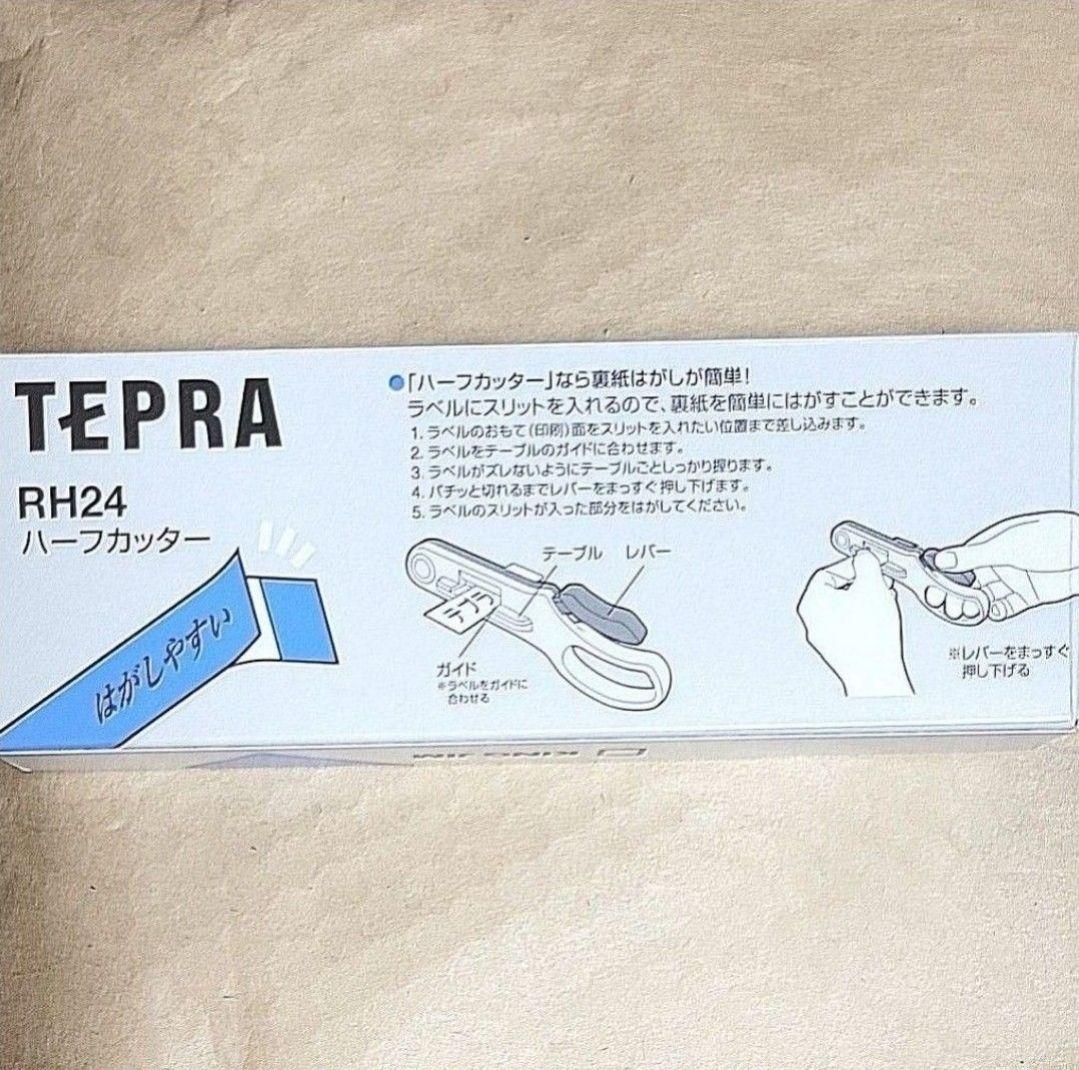 TEPRA
RH24
ハーフカッター
はがしやすい
●「ハーフカッター」なら裏紙はがしが簡単!
ラベルにスリットを入れるので、裏紙を簡単にはがすことができます。
1. ラベルのおもて(印刷)面をスリットを入れたい位置まで差し込みます。
2. ラベルをテーブルのガイドに合わせます。
3. ラベルがズレないようにテーブルごとしっかり握ります。
4. パチッと切れるまでレバーをまっすぐ押し下げます。
5. ラベルのスリットが入った部分をはがしてください。
テーブル レバー
テプラ
ガイド
※ラベルをガイドに
合わせる
※レバーをまっすぐ
押し下げる
KING JIM